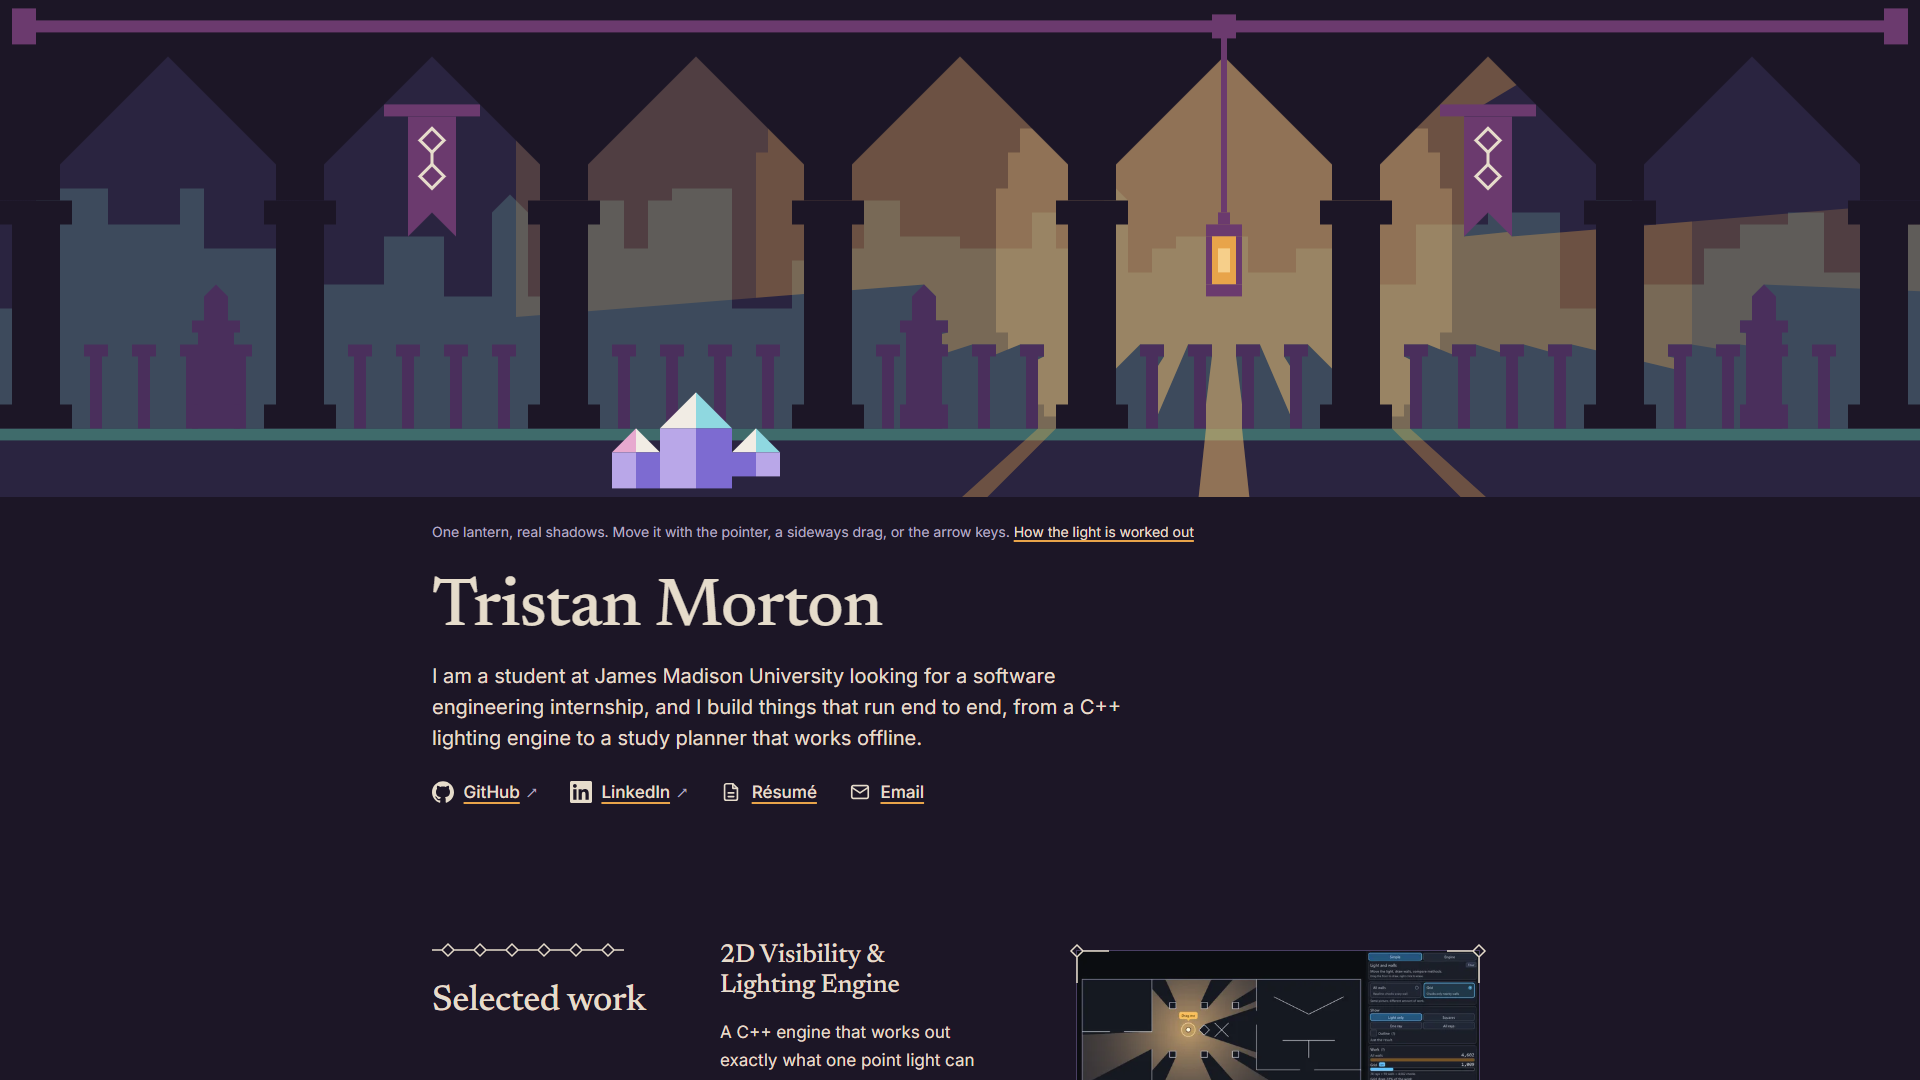 One lantern, real shadows. Move it with the pointer, a sideways drag, or the arrow keys. How the light is worked out
Tristan Morton
I am a student at James Madison University looking for a software
engineering internship, and I build things that run end to end, from a C++
lighting engine to a study planner that works offline.
GitHub ↗ LinkedIn ↗ Résumé Email
Selected work
2D Visibility &
Lighting Engine
A C++ engine that works out
exactly what one point light can